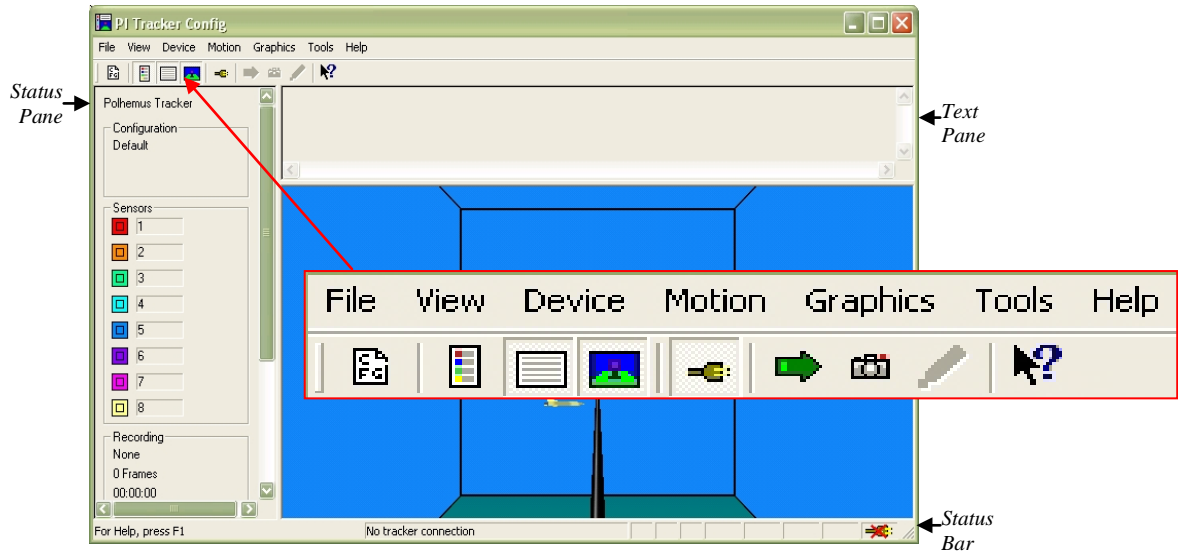 PI Tracker Config
File View Device Motion Graphics Tools Help
CFG
Status
Pane
Polhemus Tracker
Configuration
Default
Sensors
1
2
3
4
5
6
7
8
Recording
None
0 Frames
00:00:00
Text
Pane
File View Device Motion Graphics Tools Help
CFG
?
For Help, press F1
No tracker connection
Status
Bar